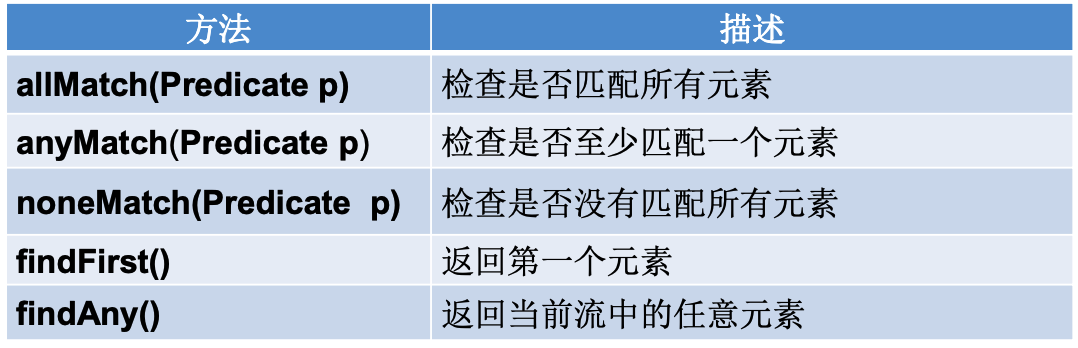 方法 描述
allMatch(Predicate p) 检查是否匹配所有元素
anyMatch(Predicate p) 检查是否至少匹配一个元素
noneMatch(Predicate  p) 检查是否没有匹配所有元素
findFirst() 返回第一个元素
findAny() 返回当前流中的任意元素